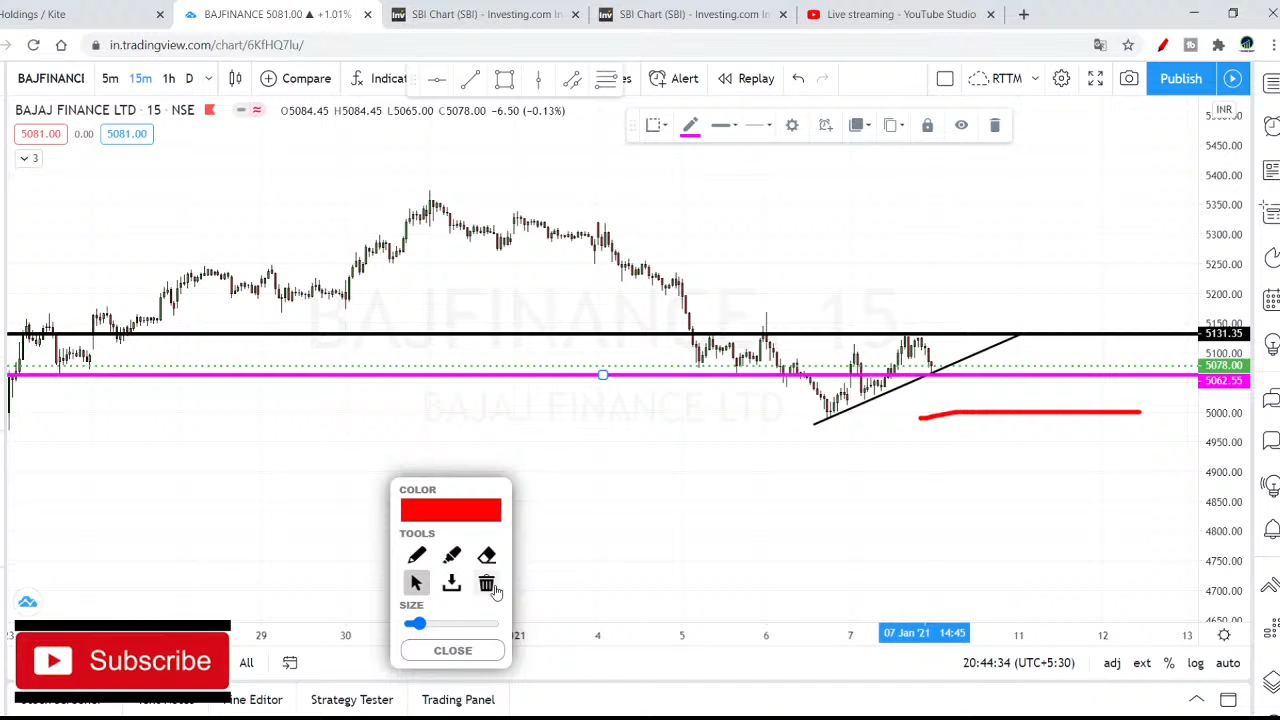 Holdings / Kite
BAJFINANCE 5081.00 ▲ +1.01%
SBI Chart (SBI) - Investing.com In
SBI Chart (SBI) - Investing.com In
Live streaming - YouTube Studio
in.tradingview.com/chart/6KfHQ7lu/
BAJFINANCI 5m 15m 1h D Compare Indicat es Alert Replay RTTM Publish
BAJAJ FINANCE LTD · 15 · NSE O5084.45 H5084.45 L5065.00 C5078.00 −6.50 (−0.13%)
INR
5081.00 0.00 5081.00
3
5450.00
5400.00
5350.00
5300.00
5250.00
5200.00
5150.00
5131.35
5100.00
5078.00
5062.55
5000.00
4950.00
4900.00
4850.00
4800.00
4750.00
4700.00
4650.00
BAJFINANCE, 15
BAJAJ FINANCE LTD
COLOR
TOOLS
SIZE
CLOSE
29 30 4 5 6 7 07 Jan '21 14:45 11 12 13
Subscribe
All 20:44:34 (UTC+5:30) adj ext % log auto
Strategy Tester Trading Panel